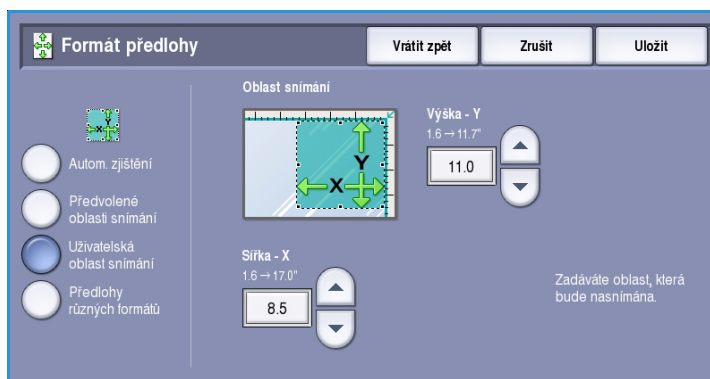 Formát předlohy
Vrátit zpět
Zrušit
Uložit
Autom. zjištění
Předvolené
oblasti snímání
Uživatelská
oblast snímání
Předlohy
různých formátů
Oblast snímání
Y
X
Výška - Y
1.6 → 11.7"
11.0
Šířka - X
1.6 → 17.0"
8.5
Zadáváte oblast, která
bude nasnímána.